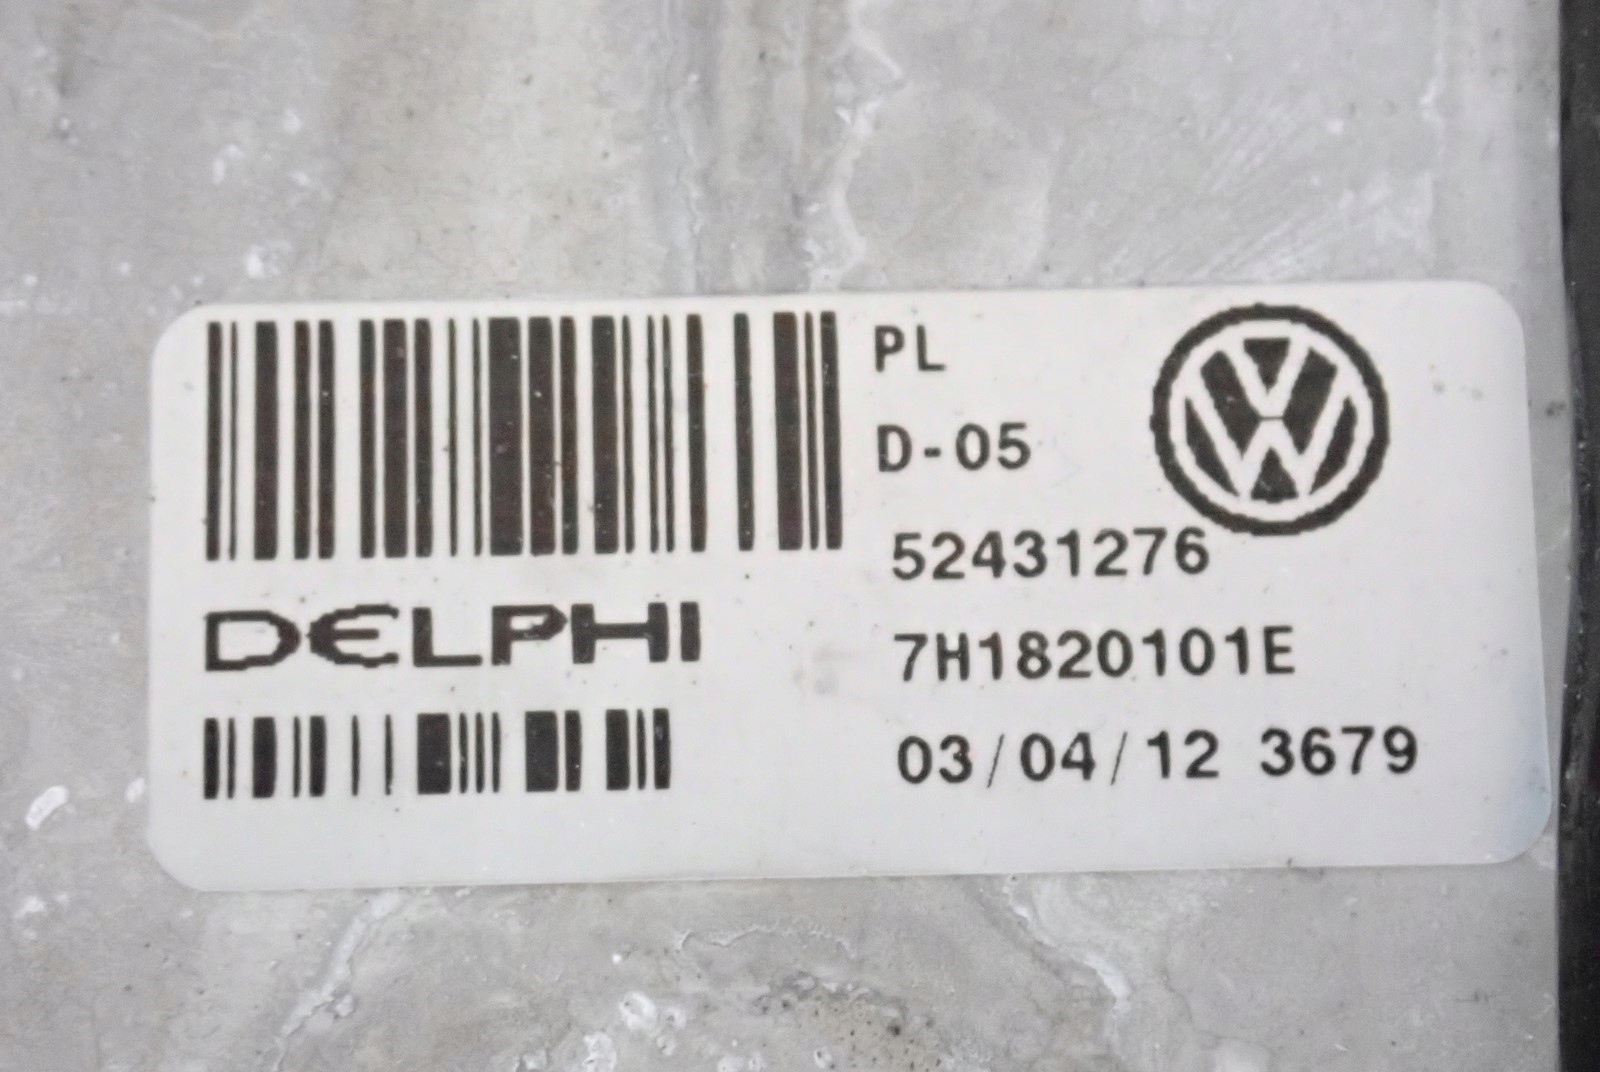 PL
D-05
52431276
DELPHI
7H1820101E
03/04/12 3679